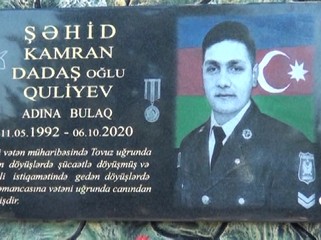 ŞƏHİD
KAMRAN
DADAŞ OĞLU
QULİYEV
ADINA BULAQ
11.05.1992 - 06.10.2020
vətən müharibəsində Tovuz uğrunda
döyüşlərdə şücaətlə döyüşmüş və
istiqamətində gedən döyüşlərdə
vətəni uğrunda canından